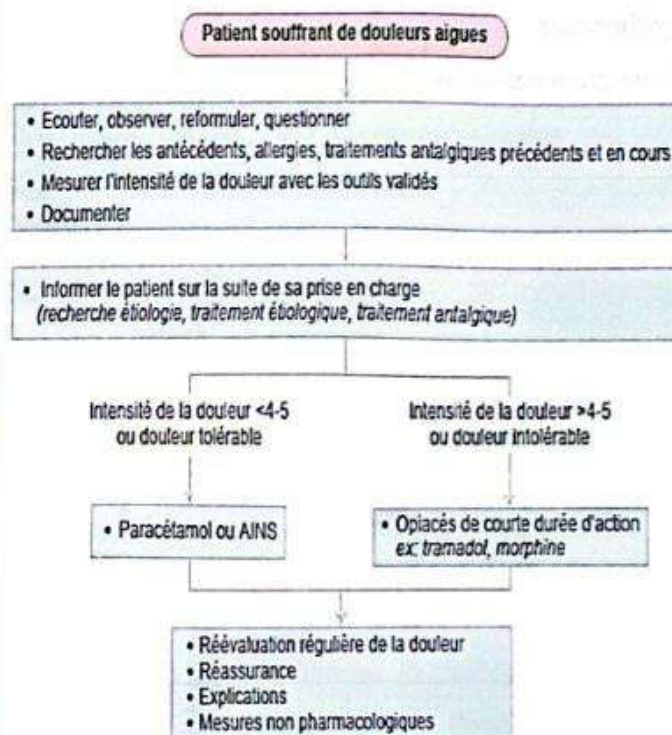 Patient souffrant de douleurs aigues
• Ecouter, observer, reformuler, questionner
• Rechercher les antécédents, allergies, traitements antalgiques précédents et en cours
• Mesurer l'intensité de la douleur avec les outils validés
• Documenter
• Informer le patient sur la suite de sa prise en charge
(recherche étiologie, traitement étiologique, traitement antalgique)
Intensité de la douleur <4-5
ou douleur tolérable
Intensité de la douleur >4-5
ou douleur intolérable
• Paracétamol ou AINS
• Opiacés de courte durée d'action
ex: tramadol, morphine
• Réévaluation régulière de la douleur
• Réassurance
• Explications
• Mesures non pharmacologiques